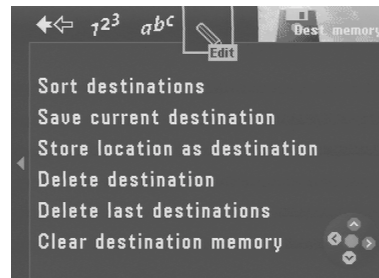 123 abc Dest. memory
Edit
Sort destinations
Save current destination
Store location as destination
Delete destination
Delete last destinations
Clear destination memory